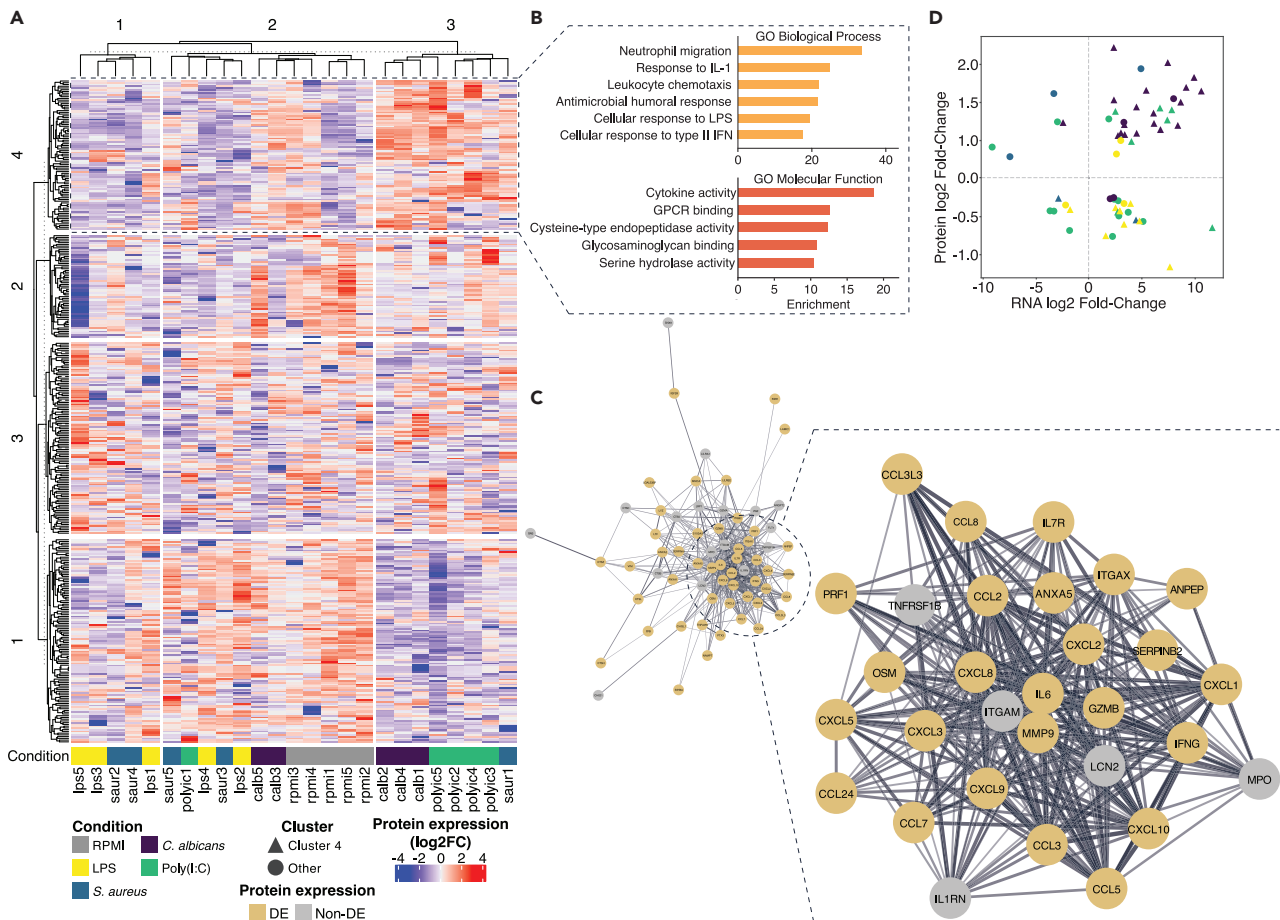 A
1
2
3
4
2
3
1
Condition
lps5
lps3
saur2
saur4
lps1
saur5
polyic1
lps4
saur3
lps2
calb5
calb3
rpmi3
rpmi4
rpmi1
rpmi5
rpmi2
calb2
calb4
calb1
polyic5
polyic2
polyic4
polyic3
saur1
Condition
RPMI
LPS
S. aureus
C. albicans
Poly(I:C)
Cluster
Cluster 4
Other
Protein expression
(log2FC)
-4 -2 0 2 4
Protein expression
DE
Non-DE
B
GO Biological Process
Neutrophil migration
Response to IL-1
Leukocyte chemotaxis
Antimicrobial humoral response
Cellular response to LPS
Cellular response to type II IFN
0 20 40
GO Molecular Function
Cytokine activity
GPCR binding
Cysteine-type endopeptidase activity
Glycosaminoglycan binding
Serine hydrolase activity
0 5 10 15 20
Enrichment
C
CCL3L3
CCL8
IL7R
PRF1
TNFRSF1B
CCL2
ANXA5
ITGAX
ANPEP
CXCL2
SERPINB2
OSM
CXCL8
IL6
CXCL1
ITGAM
GZMB
CXCL5
CXCL3
MMP9
IFNG
LCN2
MPO
CCL24
CXCL9
CCL7
CCL3
CXCL10
IL1RN
CCL5
D
Protein log2 Fold-Change
2.0
1.5
1.0
0.0
-0.5
-1.0
-10 -5 0 5 10
RNA log2 Fold-Change